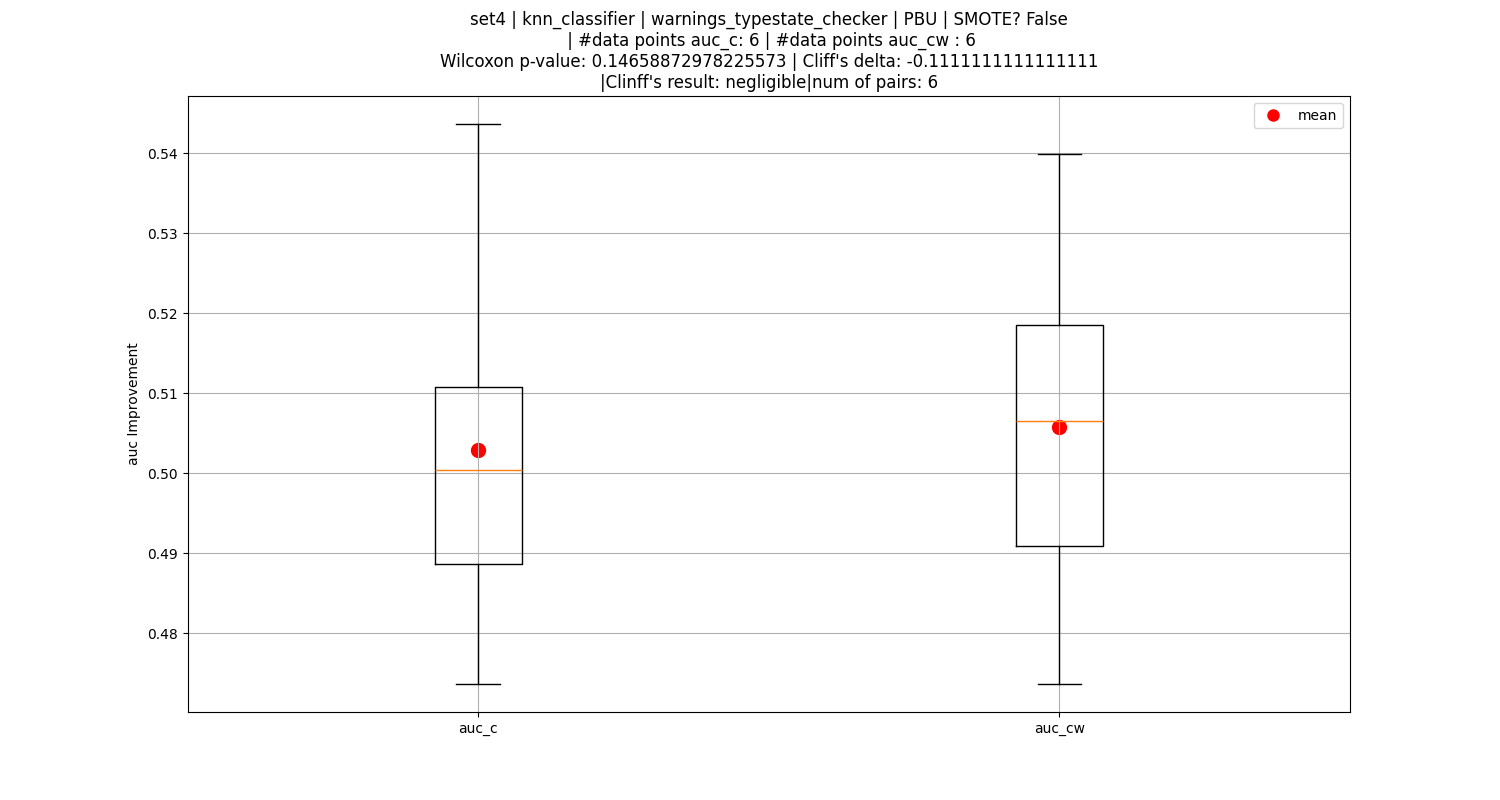 set4 | knn_classifier | warnings_typestate_checker | PBU | SMOTE? False
| #data points auc_c: 6 | #data points auc_cw : 6
Wilcoxon p-value: 0.14658872978225573 | Cliff's delta: -0.1111111111111111
|Clinff's result: negligible|num of pairs: 6
mean
0.54
0.53
0.52
0.51
0.50
0.49
0.48
auc Improvement
auc_c
auc_cw